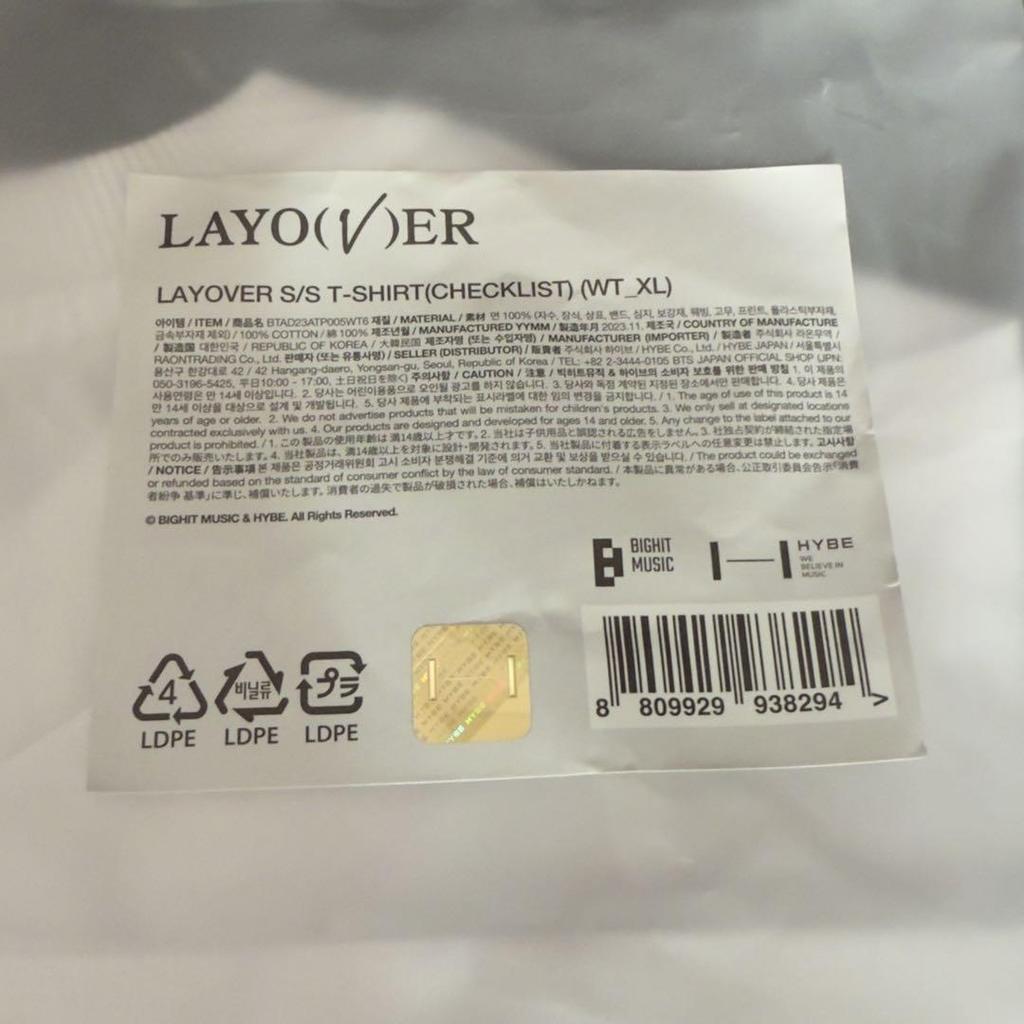 LAYO(V)ER
LAYOVER S/S T-SHIRT(CHECKLIST) (WT_XL)
아이템 / ITEM / 商品名 BTAD23ATP005WT6 재질 / MATERIAL / 素材 면 100% (자수, 장식, 상표, 밴드, 심지, 보강재, 웨빙, 고무, 프린트, 플라스틱부자재,
금속부자재 제외) / 100% COTTON / 綿 100% 제조년월 / MANUFACTURED YYMM / 製造年月 2023.11. 제조국 / COUNTRY OF MANUFACTURE
/ 製造国 대한민국 / REPUBLIC OF KOREA / 大韓民国 제조자명 (또는 수입자명) / MANUFACTURER (IMPORTER) / 製造者 주식회사 라온무역 /
RAONTRADING Co., Ltd. 판매자 (또는 유통사명) / SELLER (DISTRIBUTOR) / 販賣者 주식회사 하이브 / HYBE Co., Ltd. / HYBE JAPAN / 서울특별시
용산구 한강대로 42 / 42 Hangang-daero, Yongsan-gu, Seoul, Republic of Korea / TEL: +82 2-3444-0105 BTS JAPAN OFFICIAL SHOP (JPN:
050-3196-5425, 平日10:00 - 17:00, 土日祝日を除く) 주의사항 / CAUTION / 注意 / 빅히트뮤직 & 하이브의 소비자 보호를 위한 판매 방침 1. 이 제품의
사용연령은 만 14세 이상입니다. 2. 당사는 어린이용품으로 오인될 광고를 하지 않습니다. 3. 당사와 독점 계약된 지정된 장소에서만 판매합니다. 4. 당사 제품은
만 14세 이상을 대상으로 설계 및 개발됩니다. 5. 당사 제품에 부착되는 표시라벨에 대한 임의 변경을 금지합니다. / 1. The age of use of this product is 14
years of age or older. 2. We do not advertise products that will be mistaken for children's products. 3. We only sell at designated locations
contracted exclusively with us. 4. Our products are designed and developed for ages 14 and older. 5. Any change to the label attached to our
product is prohibited. / 1. この製品の使用年齢は満14歳以上才です。2. 当社は子供用品と誤認される広告をしません。3. 社独占契約が締結された指定場
所でのみ販売いたします。4. 当社製品は、満14歳以上を対象に設計・開発されます。5. 当社製品に付着する表示ラベルへの任意変更は禁止します。고시사항
/ NOTICE / 告示事項 본 제품은 공정거래위원회 고시 소비자 분쟁해결 기준에 의거 교환 및 보상을 받으실 수 있습니다. / The product could be exchanged
or refunded based on the standard of consumer conflict by the law of consumer standard. / 本製品に異常がある場合、公正取引委員会告示「消費
者紛争 基準」に準じ、補償いたします。消費者の過失で製品が破損された場合、補償はいたしかねます。
© BIGHIT MUSIC & HYBE. All Rights Reserved.
BIGHIT
MUSIC
HYBE
WE
BELIEVE IN
MUSIC
4
LDPE
비닐류
LDPE
プラ
LDPE
HYBE HYBE
8 809929 938294 >